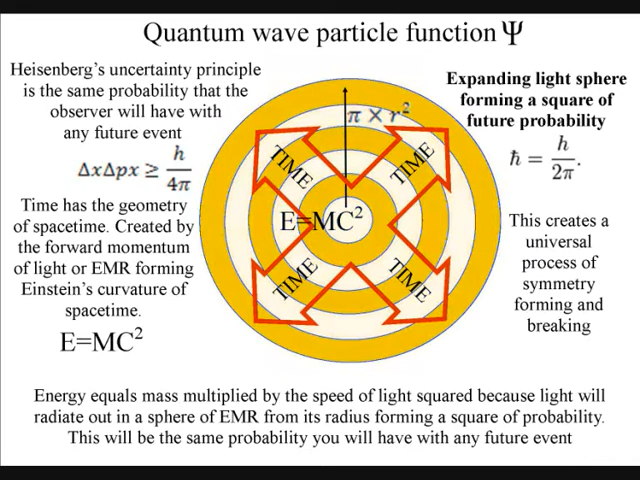 Quantum wave particle function Ψ
Heisenberg's uncertainty principle
is the same probability that the
observer will have with
any future event
ΔxΔpx ≥ h/4π
Time has the geometry
of spacetime. Created by
the forward momentum
of light or EMR forming
Einstein's curvature of
spacetime.
E=MC²
π × r²
TIME
TIME
E=MC²
TIME
TIME
Expanding light sphere
forming a square of
future probability
ħ = h/2π.
This creates a
universal
process of
symmetry
forming and
breaking
Energy equals mass multiplied by the speed of light squared because light will
radiate out in a sphere of EMR from its radius forming a square of probability.
This will be the same probability you will have with any future event